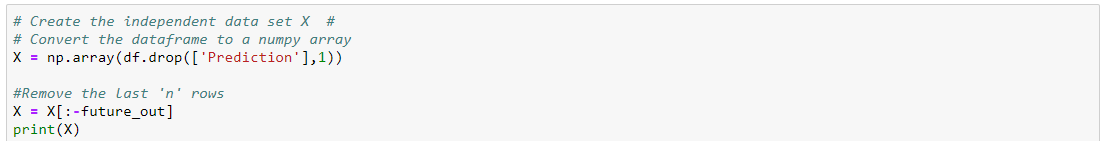 # Create the independent data set X  #
# Convert the dataframe to a numpy array
X = np.array(df.drop(['Prediction'],1))
#Remove the last 'n' rows
X = X[:-future_out]
print(X)